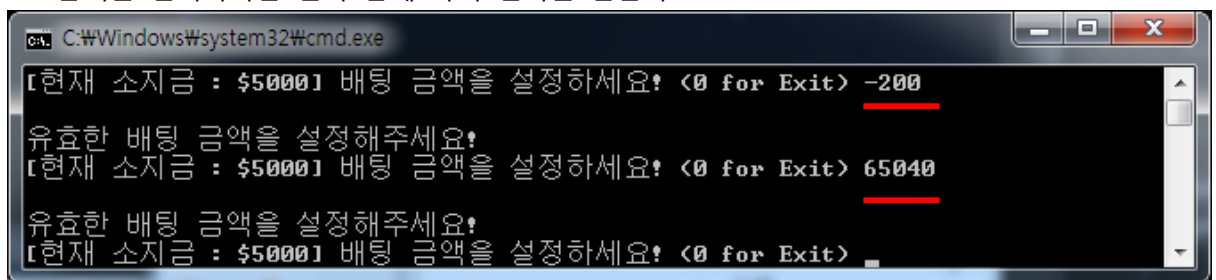 C:₩Windows₩system32₩cmd.exe
[현재 소지금 : $5000] 배팅 금액을 설정하세요! (0 for Exit) -200
유효한 배팅 금액을 설정해주세요!
[현재 소지금 : $5000] 배팅 금액을 설정하세요! (0 for Exit) 65040
유효한 배팅 금액을 설정해주세요!
[현재 소지금 : $5000] 배팅 금액을 설정하세요! (0 for Exit) _